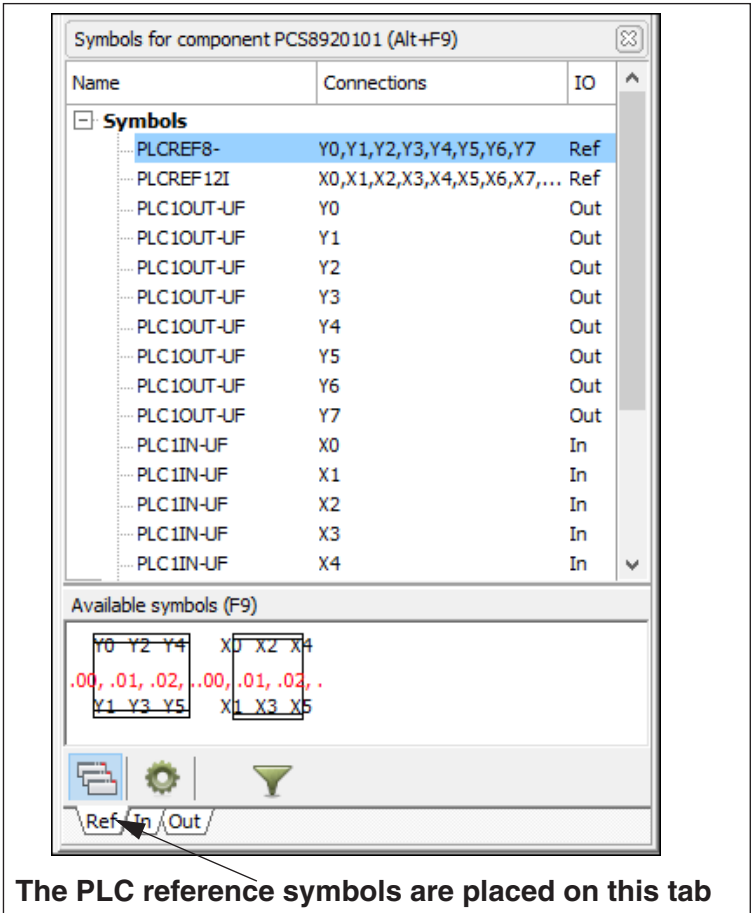 Symbols for component PCS8920101 (Alt+F9)
Name Connections IO
Symbols
PLCREF8- Y0,Y1,Y2,Y3,Y4,Y5,Y6,Y7 Ref
PLCREF12I X0,X1,X2,X3,X4,X5,X6,X7,... Ref
PLC1OUT-UF Y0 Out
PLC1OUT-UF Y1 Out
PLC1OUT-UF Y2 Out
PLC1OUT-UF Y3 Out
PLC1OUT-UF Y4 Out
PLC1OUT-UF Y5 Out
PLC1OUT-UF Y6 Out
PLC1OUT-UF Y7 Out
PLC1IN-UF X0 In
PLC1IN-UF X1 In
PLC1IN-UF X2 In
PLC1IN-UF X3 In
PLC1IN-UF X4 In
Available symbols (F9)
Y0 Y2 Y4 X0 X2 X4
.00, .01, .02, ..00, .01, .02, .
Y1 Y3 Y5 X1 X3 X5
Ref In Out
The PLC reference symbols are placed on this tab